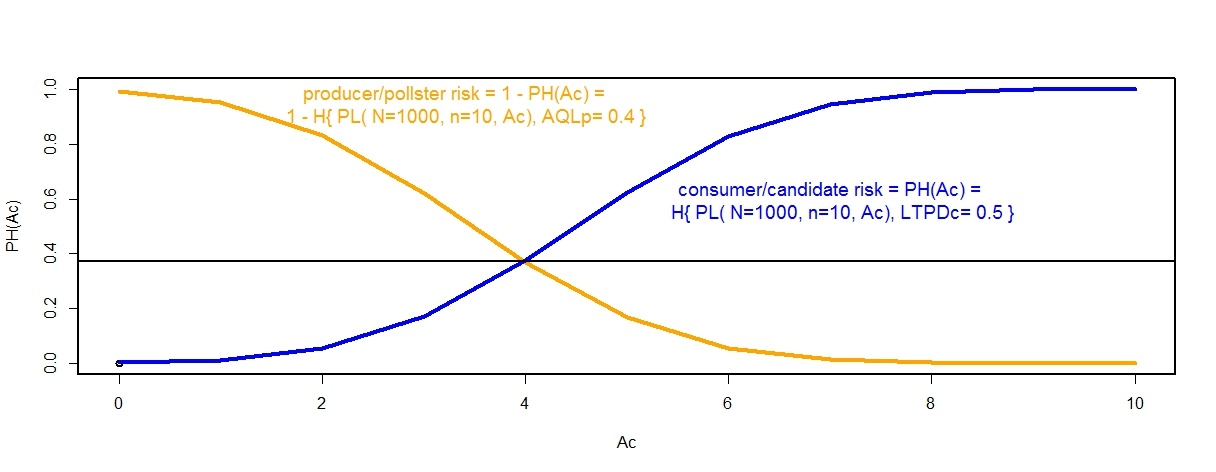 producer/pollster risk = 1 - PH(Ac) =
1 - H{ PL( N=1000, n=10, Ac), AQLp= 0.4 }
consumer/candidate risk = PH(Ac) =
H{ PL( N=1000, n=10, Ac), LTPDc= 0.5 }
PH(Ac)
1.0
0.8
0.6
0.4
0.2
0.0
0 2 4 6 8 10
Ac